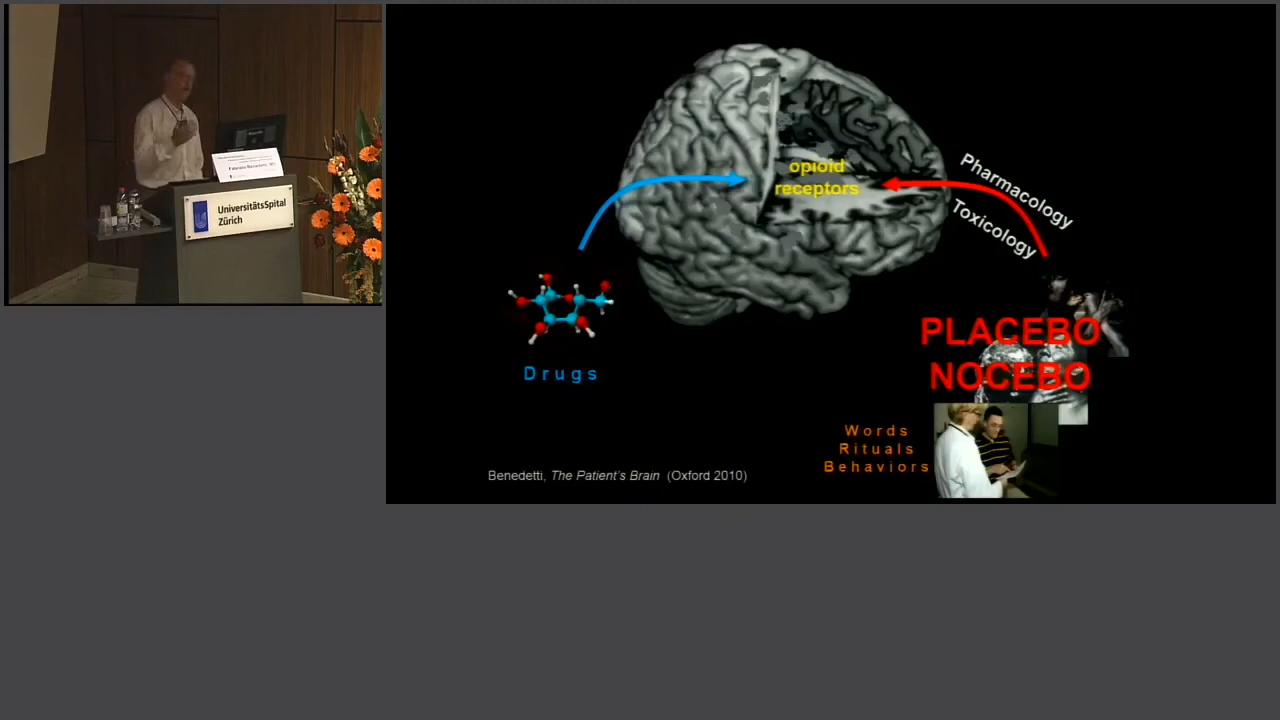 UniversitätsSpital
Zürich
opioid
receptors
Pharmacology
Toxicology
PLACEBO
NOCEBO
Drugs
Words
Rituals
Behaviors
Benedetti, The Patient's Brain (Oxford 2010)